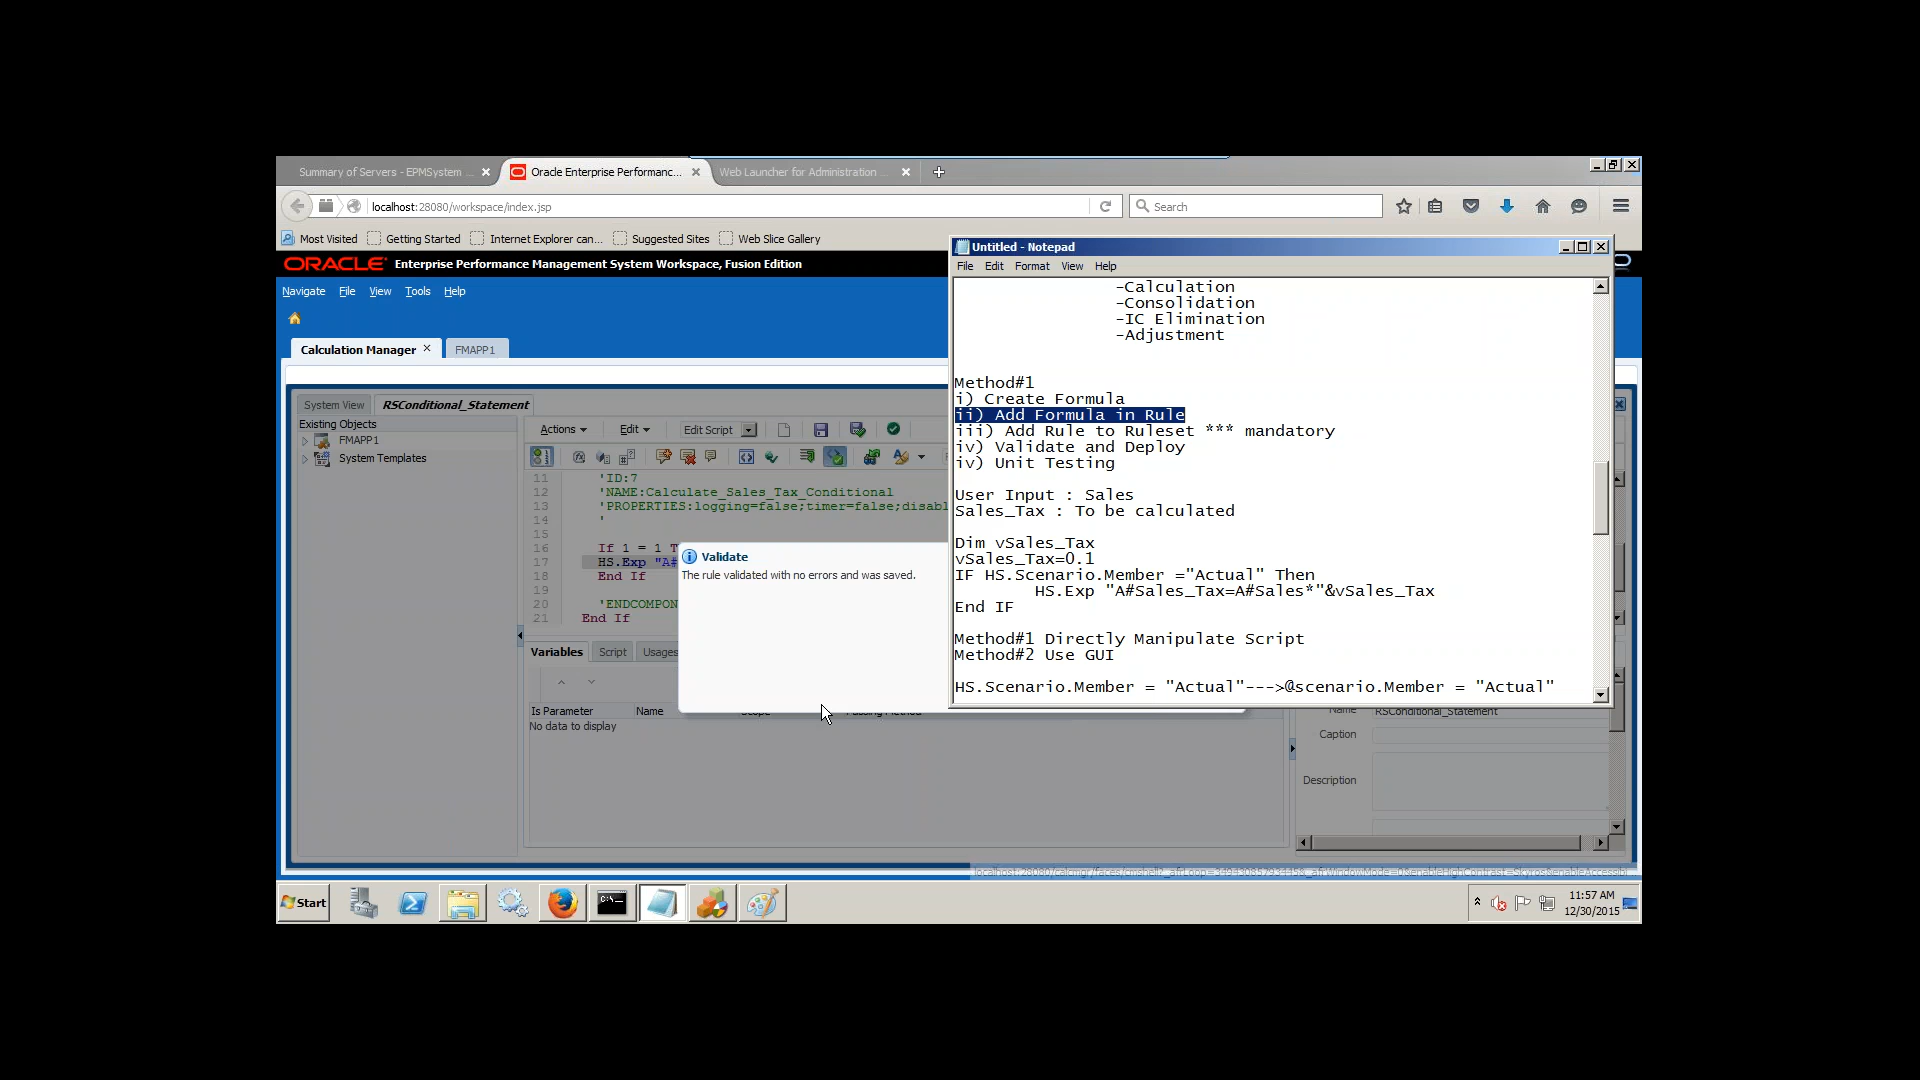 Summary of Servers - EPMSystem ...
Oracle Enterprise Performanc...
Web Launcher for Administration ...
localhost:28080/workspace/index.jsp
Search
Most Visited
Getting Started
Internet Explorer can...
Suggested Sites
Web Slice Gallery
ORACLE Enterprise Performance Management System Workspace, Fusion Edition
Navigate File View Tools Help
Calculation Manager
FMAPP1
System View
RSConditional_Statement
Existing Objects
FMAPP1
System Templates
Actions
Edit
Edit Script
11 'ID:7
12 'NAME:Calculate_Sales_Tax_Conditional
13 'PROPERTIES:logging=false;timer=false;disabl
14 '
15
16 If 1 = 1 T
17 HS.Exp "A#
18 End If
19
20 'ENDCOMPON
21 End If
Validate
The rule validated with no errors and was saved.
Variables
Script
Usages
Is Parameter
Name
No data to display
Untitled - Notepad
File Edit Format View Help
-Calculation
-Consolidation
-IC Elimination
-Adjustment
Method#1
i) Create Formula
ii) Add Formula in Rule
iii) Add Rule to Ruleset *** mandatory
iv) Validate and Deploy
iv) Unit Testing
User Input : Sales
Sales_Tax : To be calculated
Dim vSales_Tax
vSales_Tax=0.1
IF HS.Scenario.Member ="Actual" Then
HS.Exp "A#Sales_Tax=A#Sales*"&vSales_Tax
End IF
Method#1 Directly Manipulate Script
Method#2 Use GUI
HS.Scenario.Member = "Actual"--->@scenario.Member = "Actual"
Name
RSConditional_Statement
Caption
Description
Start
C:\
11:57 AM
12/30/2015